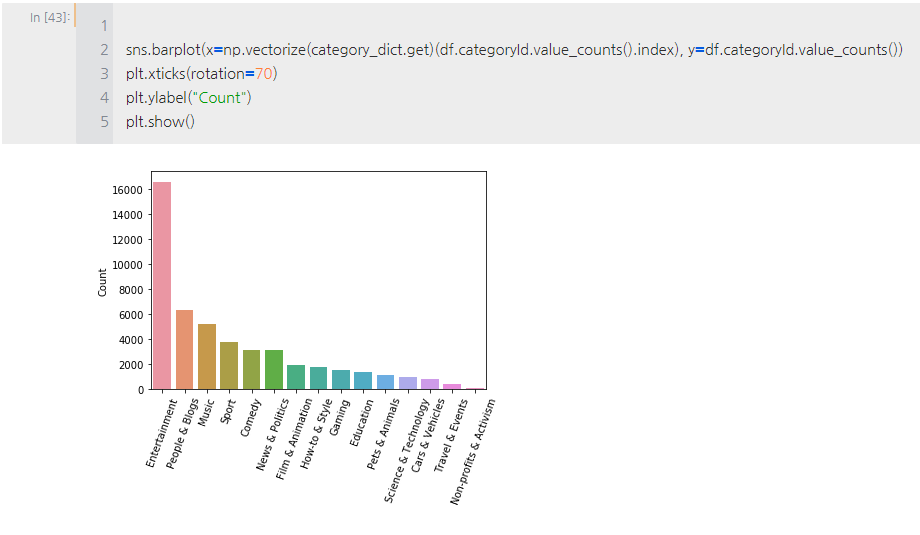 In [43]:
1
2 sns.barplot(x=np.vectorize(category_dict.get)(df.categoryId.value_counts().index), y=df.categoryId.value_counts())
3 plt.xticks(rotation=70)
4 plt.ylabel("Count")
5 plt.show()
16000
14000
12000
10000
8000
6000
4000
2000
0
Count
Entertainment
People & Blogs
Music
Sport
Comedy
News & Politics
Film & Animation
How-to & Style
Gaming
Education
Pets & Animals
Science & Technology
Cars & Vehicles
Travel & Events
Non-profits & Activism